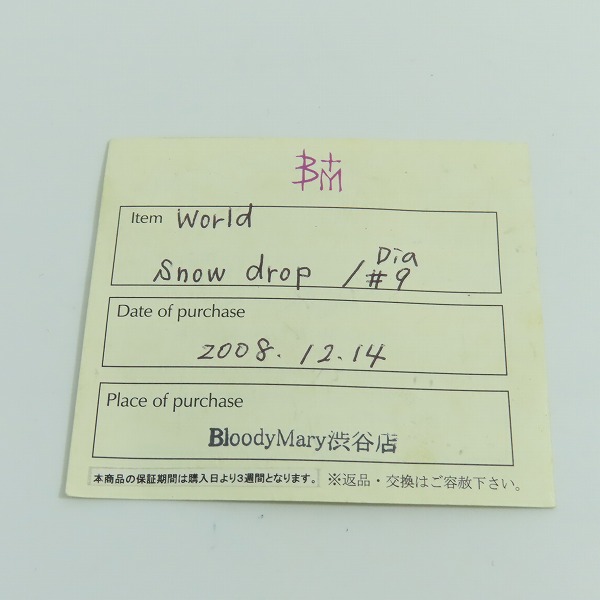 B+M
Item World
Snow drop / Dia #9
Date of purchase
2008.12.14
Place of purchase
BloodyMary渋谷店
本商品の保証期間は購入日より3週間となります。 ※返品・交換はご容赦下さい。